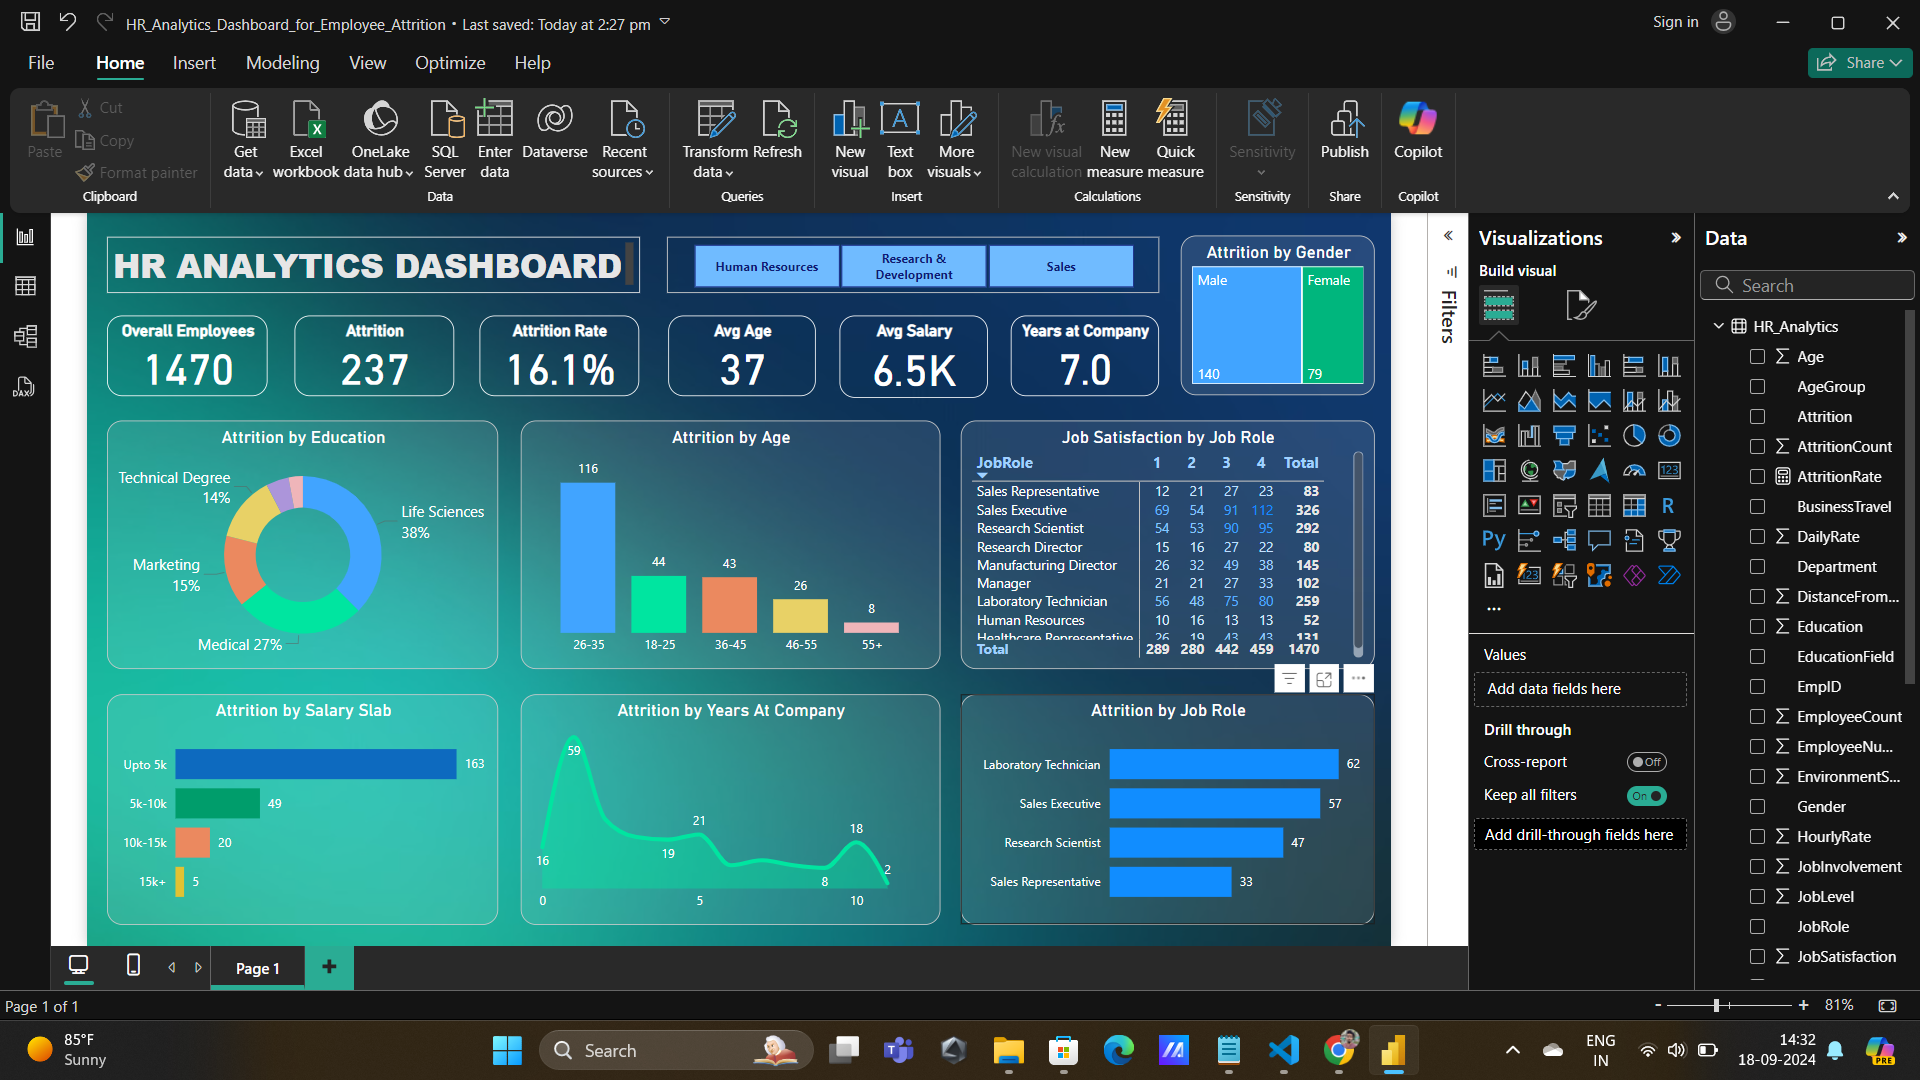 HR_Analytics_Dashboard_for_Employee_Attrition • Last saved: Today at 2:27 pm
Sign in
File Home Insert Modeling View Optimize Help
Share
Paste
Cut
Copy
Format painter
Clipboard
Get data
Excel workbook
OneLake data hub
SQL Server
Enter data
Dataverse
Recent sources
Data
Transform data
Refresh
Queries
New visual
Text box
More visuals
Insert
New visual calculation
New measure
Quick measure
Calculations
Sensitivity
Sensitivity
Publish
Share
Copilot
Copilot
HR ANALYTICS DASHBOARD
Human Resources
Research &
Development
Sales
Attrition by Gender
Male
140
Female
79
Overall Employees
1470
Attrition
237
Attrition Rate
16.1%
Avg Age
37
Avg Salary
6.5K
Years at Company
7.0
Attrition by Education
Technical Degree
14%
Life Sciences
38%
Marketing
15%
Medical 27%
Attrition by Age
116
44
43
26
8
26-35 18-25 36-45 46-55 55+
Job Satisfaction by Job Role
JobRole 1 2 3 4 Total
Sales Representative 12 21 27 23 83
Sales Executive 69 54 91 112 326
Research Scientist 54 53 90 95 292
Research Director 15 16 27 22 80
Manufacturing Director 26 32 49 38 145
Manager 21 21 27 33 102
Laboratory Technician 56 48 75 80 259
Human Resources 10 16 13 13 52
Healthcare Representative 26 19 43 43 131
Total 289 280 442 459 1470
Attrition by Salary Slab
Upto 5k 163
5k-10k 49
10k-15k 20
15k+ 5
Attrition by Years At Company
59
16
19
21
8
18
2
0 5 10
Attrition by Job Role
Laboratory Technician 62
Sales Executive 57
Research Scientist 47
Sales Representative 33
Filters
Visualizations
Build visual
123
R
Py
123
Values
Add data fields here
Drill through
Cross-report Off
Keep all filters On
Add drill-through fields here
Data
Search
HR_Analytics
Age
AgeGroup
Attrition
AttritionCount
AttritionRate
BusinessTravel
DailyRate
Department
DistanceFrom...
Education
EducationField
EmpID
EmployeeCount
EmployeeNu...
EnvironmentS...
Gender
HourlyRate
JobInvolvement
JobLevel
JobRole
JobSatisfaction
DAX
Page 1
Page 1 of 1
- + 81%
85°F
Sunny
Search
ENG
IN
14:32
18-09-2024
PRE